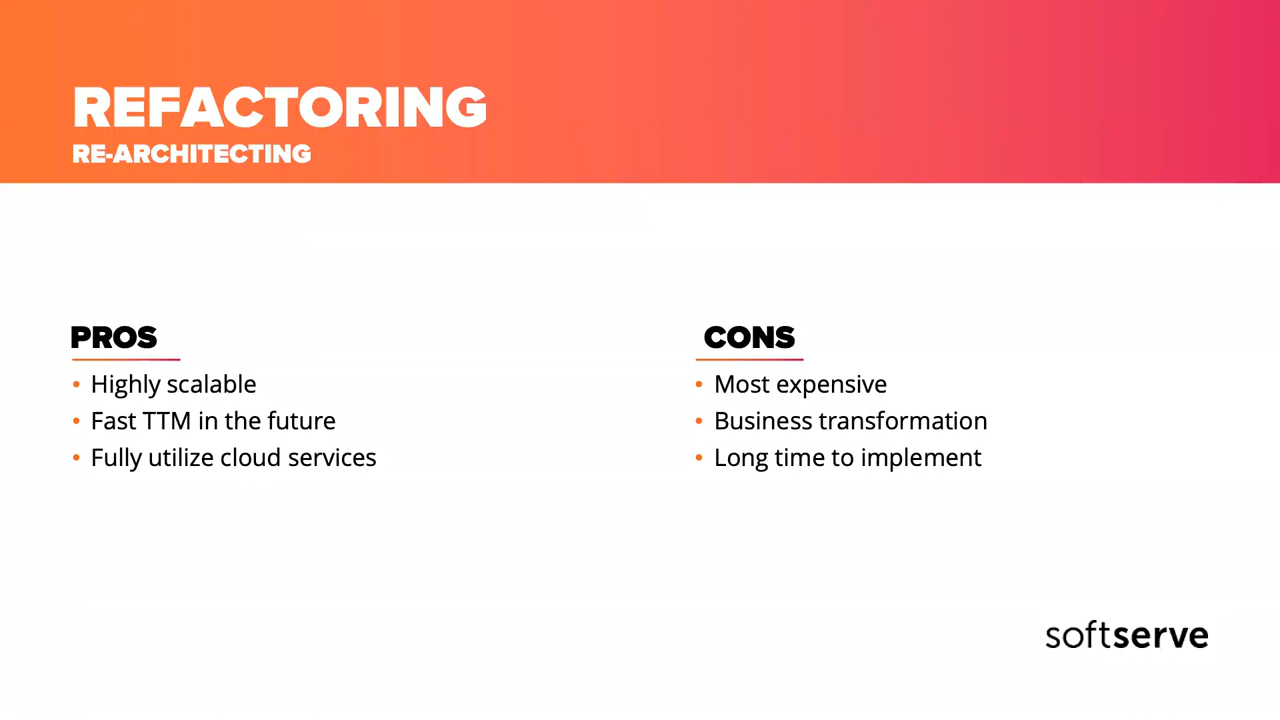 REFACTORING
RE-ARCHITECTING
PROS
• Highly scalable
• Fast TTM in the future
• Fully utilize cloud services
CONS
• Most expensive
• Business transformation
• Long time to implement
softserve